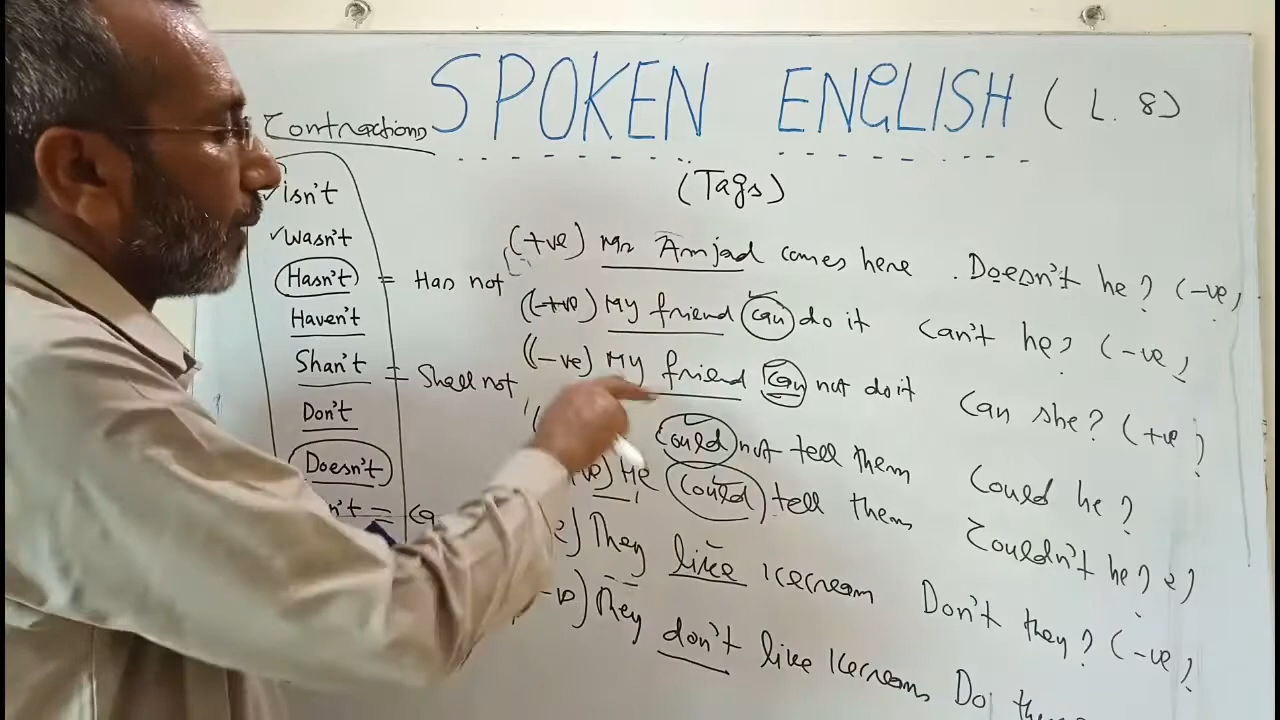 SPOKEN ENGLISH (L. 8)
Contractions
(Tags)
✓isn't
✓wasn't
Hasn't = Has not
Haven't
Shan't = Shall not
Don't
Doesn't
n't =
(+ve) Mr Amjad comes here. Doesn't he? (-ve)
(+ve) My friend can do it can't he? (-ve)
(-ve) My friend can not do it Can she? (+ve)
Could not tell them Could he?
ve) He Could tell them Couldn't he?
They like icecream Don't they? (-ve)
They don't like icecream Do